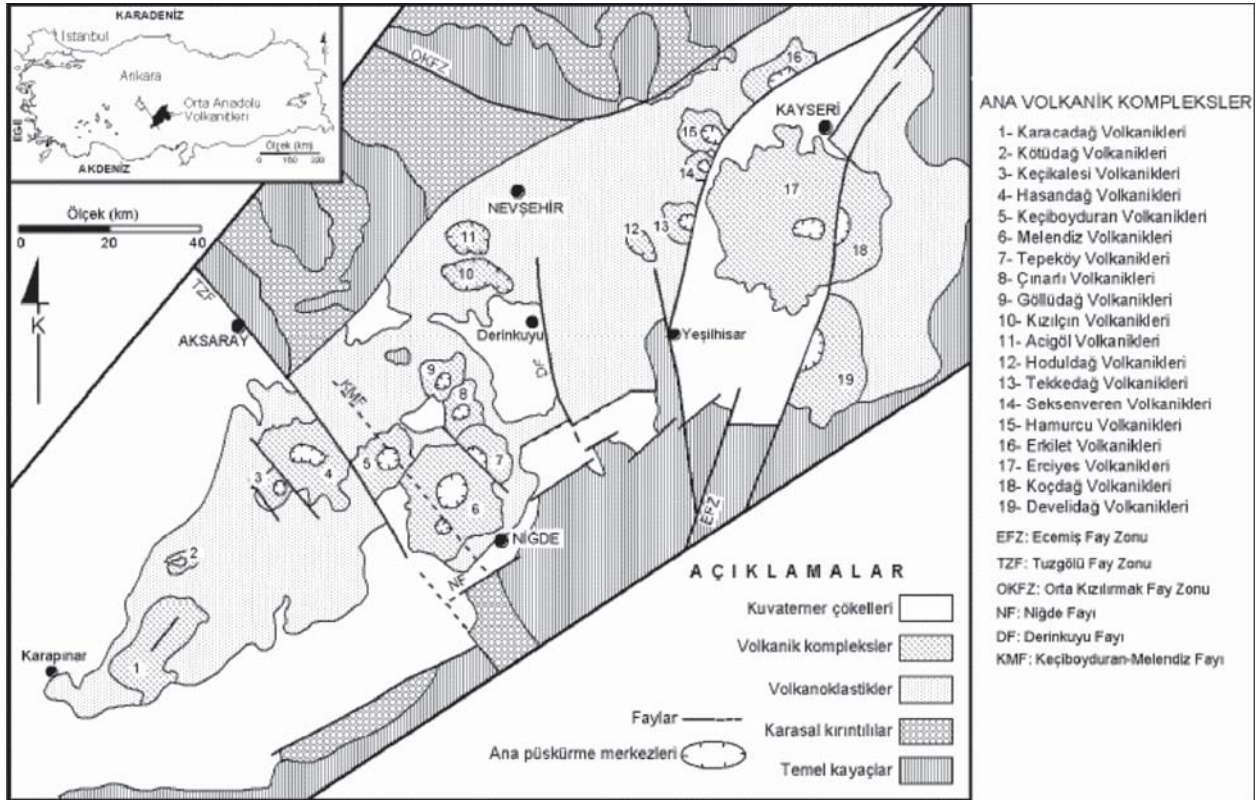 KARADENİZ
İstanbul
Ankara
Orta Anadolu
Volkanitleri
EGE
AKDENİZ
Ölçek (km)
0 160 320
Ölçek (km)
0 20 40
K
OKFZ
TZF
AKSARAY
NEVŞEHİR
KAYSERİ
16
15
14
17
13
12
18
11
10
Derinkuyu
DF
Yeşilhisar
19
KMF
9
8
7
5
4
3
6
NİĞDE
NF
EFZ
2
1
Karapınar
AÇIKLAMALAR
Kuvaterner çökelleri
Volkanik kompleksler
Volkanoklastikler
Faylar
Karasal kırıntılılar
Ana püskürme merkezleri
Temel kayaçlar
ANA VOLKANİK KOMPLEKSLER
1- Karacadağ Volkanikleri
2- Kötüdağ Volkanikleri
3- Keçikalesi Volkanikleri
4- Hasandağ Volkanikleri
5- Keçiboyduran Volkanikleri
6- Melendiz Volkanikleri
7- Tepeköy Volkanikleri
8- Çınarlı Volkanikleri
9- Göllüdağ Volkanikleri
10- Kızılçın Volkanikleri
11- Acigöl Volkanikleri
12- Hoduldağ Volkanikleri
13- Tekkedağ Volkanikleri
14- Seksenveren Volkanikleri
15- Hamurcu Volkanikleri
16- Erkilet Volkanikleri
17- Erciyes Volkanikleri
18- Koçdağ Volkanikleri
19- Develidağ Volkanikleri
EFZ: Ecemiş Fay Zonu
TZF: Tuzgölü Fay Zonu
OKFZ: Orta Kızılırmak Fay Zonu
NF: Niğde Fayı
DF: Derinkuyu Fayı
KMF: Keçiboyduran-Melendiz Fayı